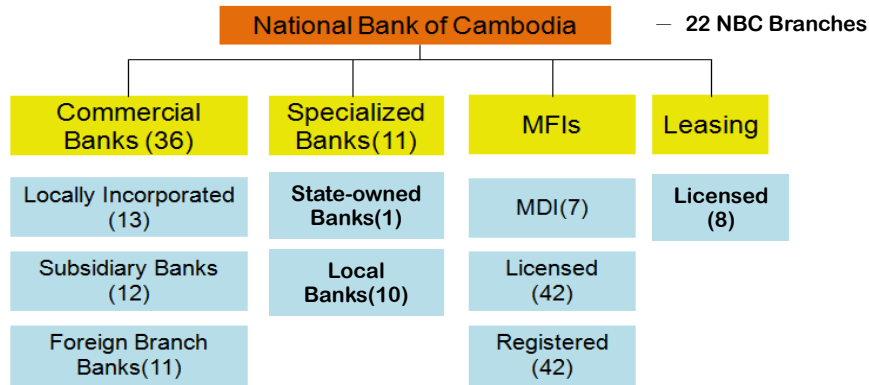 National Bank of Cambodia
— 22 NBC Branches
Commercial
Banks (36)
Specialized
Banks(11)
MFIs
Leasing
Locally Incorporated
(13)
State-owned
Banks(1)
MDI(7)
Licensed
(8)
Subsidiary Banks
(12)
Local
Banks(10)
Licensed
(42)
Foreign Branch
Banks(11)
Registered
(42)